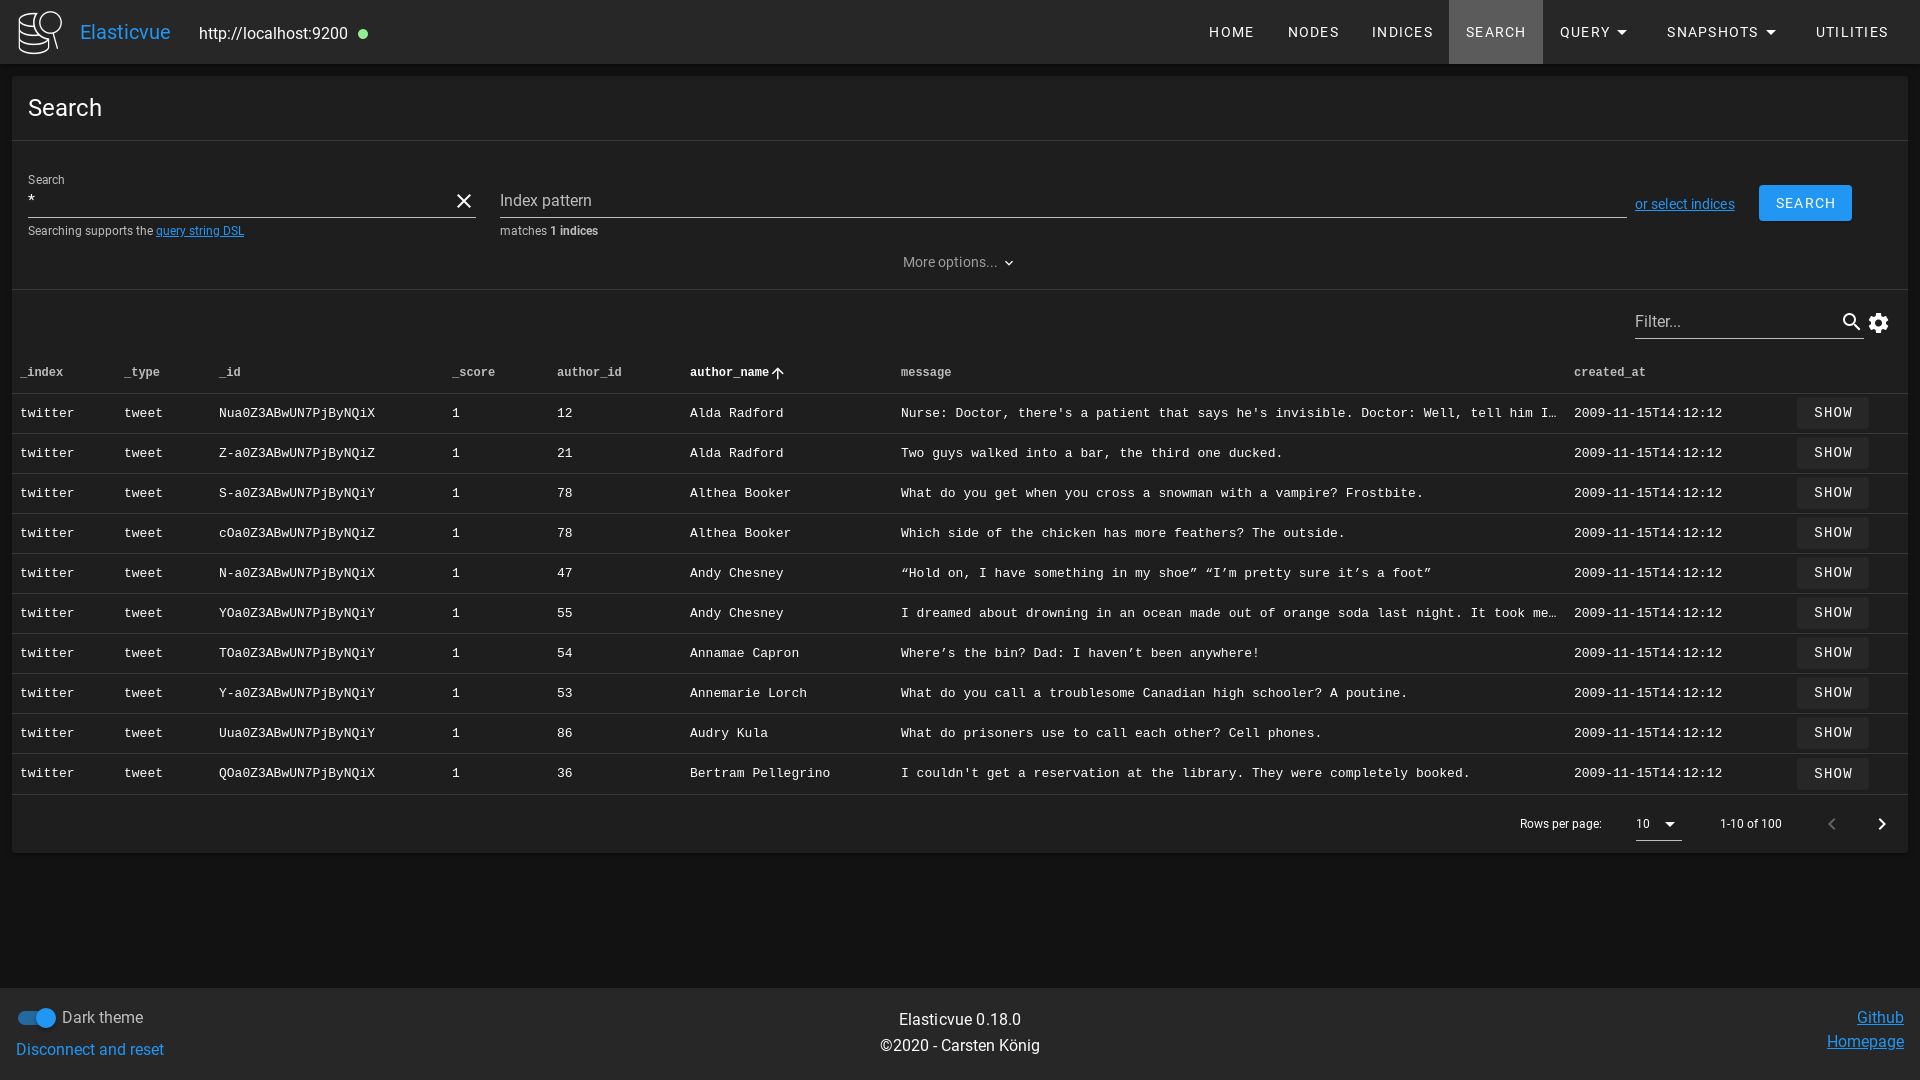 Elasticvue http://localhost:9200 HOME NODES INDICES SEARCH QUERY SNAPSHOTS UTILITIES
Search
Search
* Index pattern or select indices SEARCH
Searching supports the query string DSL matches 1 indices
More options...
Filter...
_index _type _id _score author_id author_name message created_at
twitter tweet Nua0Z3ABwUN7PjByNQiX 1 12 Alda Radford Nurse: Doctor, there's a patient that says he's invisible. Doctor: Well, tell him I… 2009-11-15T14:12:12 SHOW
twitter tweet Z-a0Z3ABwUN7PjByNQiZ 1 21 Alda Radford Two guys walked into a bar, the third one ducked. 2009-11-15T14:12:12 SHOW
twitter tweet S-a0Z3ABwUN7PjByNQiY 1 78 Althea Booker What do you get when you cross a snowman with a vampire? Frostbite. 2009-11-15T14:12:12 SHOW
twitter tweet cOa0Z3ABwUN7PjByNQiZ 1 78 Althea Booker Which side of the chicken has more feathers? The outside. 2009-11-15T14:12:12 SHOW
twitter tweet N-a0Z3ABwUN7PjByNQiX 1 47 Andy Chesney “Hold on, I have something in my shoe” “I’m pretty sure it’s a foot” 2009-11-15T14:12:12 SHOW
twitter tweet YOa0Z3ABwUN7PjByNQiY 1 55 Andy Chesney I dreamed about drowning in an ocean made out of orange soda last night. It took me… 2009-11-15T14:12:12 SHOW
twitter tweet TOa0Z3ABwUN7PjByNQiY 1 54 Annamae Capron Where’s the bin? Dad: I haven’t been anywhere! 2009-11-15T14:12:12 SHOW
twitter tweet Y-a0Z3ABwUN7PjByNQiY 1 53 Annemarie Lorch What do you call a troublesome Canadian high schooler? A poutine. 2009-11-15T14:12:12 SHOW
twitter tweet Uua0Z3ABwUN7PjByNQiY 1 86 Audry Kula What do prisoners use to call each other? Cell phones. 2009-11-15T14:12:12 SHOW
twitter tweet QOa0Z3ABwUN7PjByNQiX 1 36 Bertram Pellegrino I couldn't get a reservation at the library. They were completely booked. 2009-11-15T14:12:12 SHOW
Rows per page: 10 1-10 of 100
Dark theme Elasticvue 0.18.0 Github
Disconnect and reset ©2020 - Carsten König Homepage